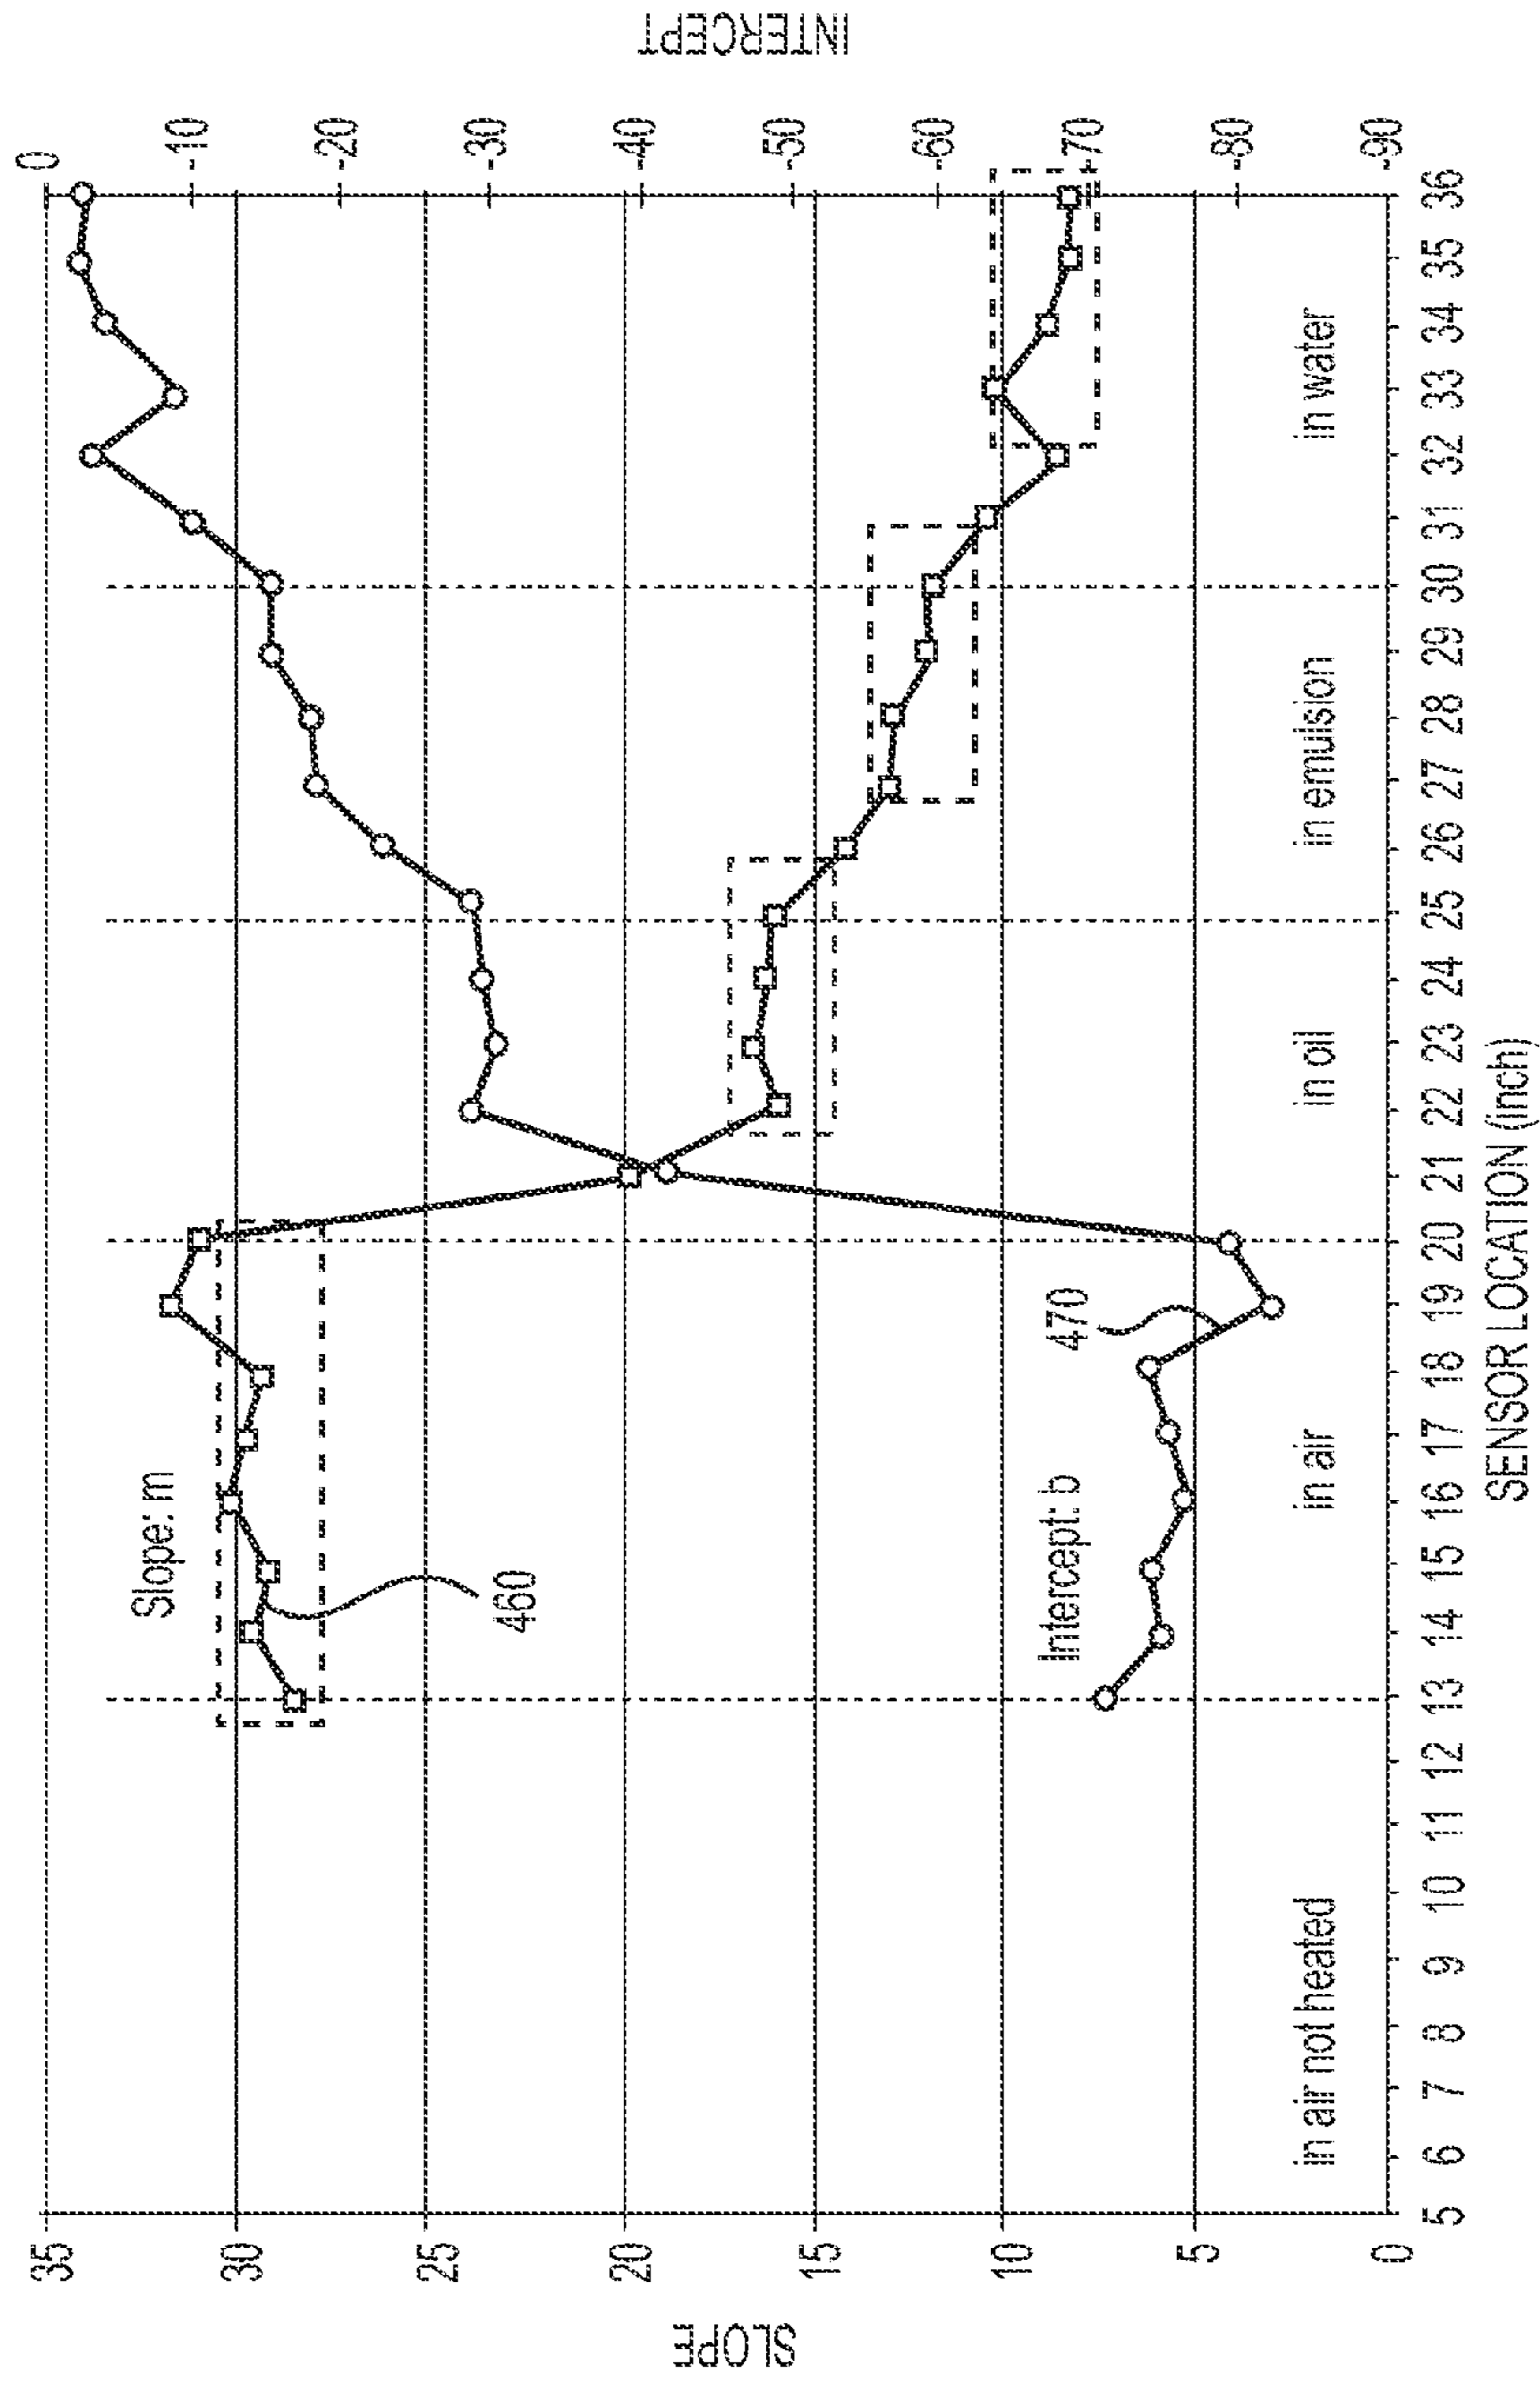 SLOPE
35
30
25
20
15
10
5
0
INTERCEPT
0
-10
-20
-30
-40
-50
-60
-70
-80
-90
Slope: m
460
Intercept: b
470
in air not heated
in air
in oil
in emulsion
in water
5 6 7 8 9 10 11 12 13 14 15 16 17 18 19 20 21 22 23 24 25 26 27 28 29 30 31 32 33 34 35 36
SENSOR LOCATION (inch)